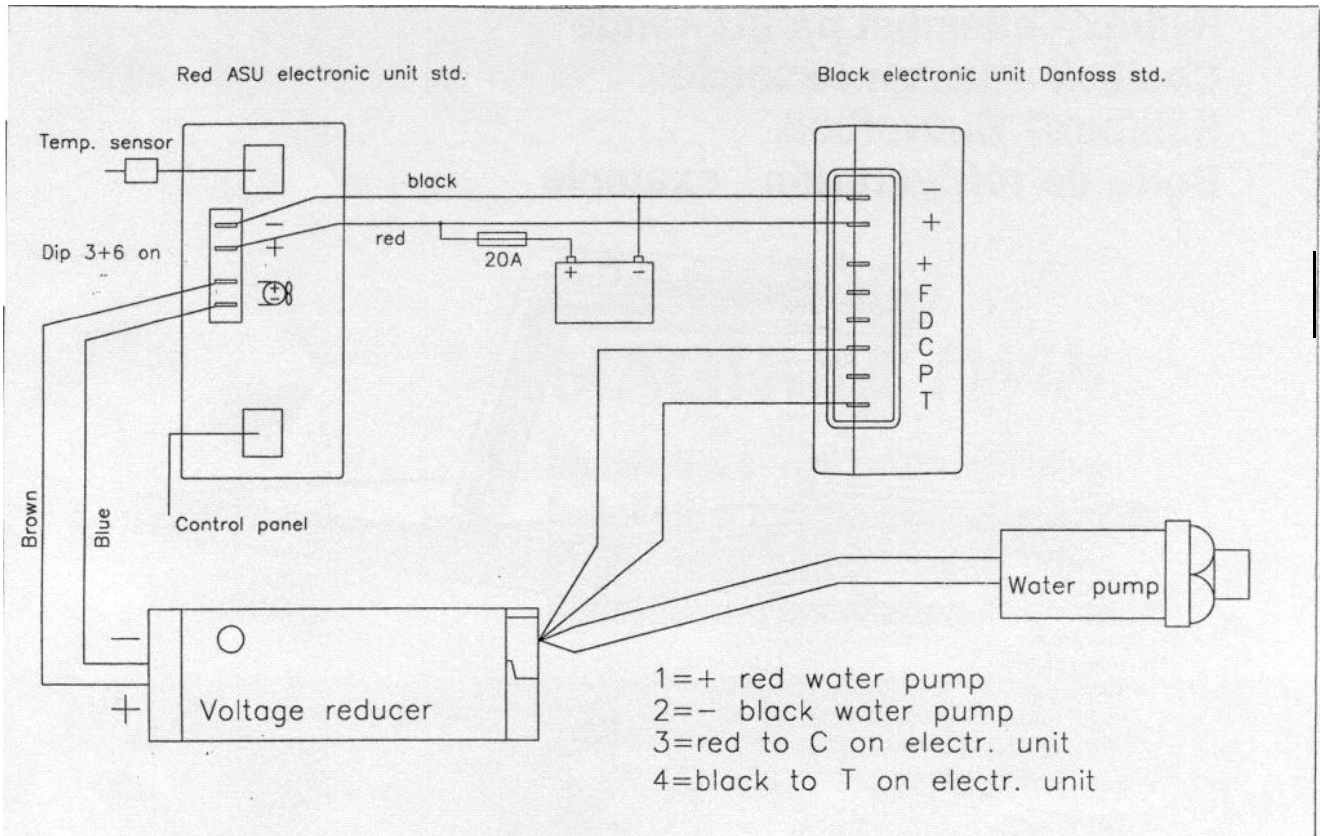 Red ASU electronic unit std.
Black electronic unit Danfoss std.
Temp. sensor
black
−
−
+
red
+
Dip 3+6 on
20A
+ −
+
+
−
F
D
C
P
T
Brown
Blue
Control panel
Water pump
−
+
Voltage reducer
1=+ red water pump
2=− black water pump
3=red to C on electr. unit
4=black to T on electr. unit